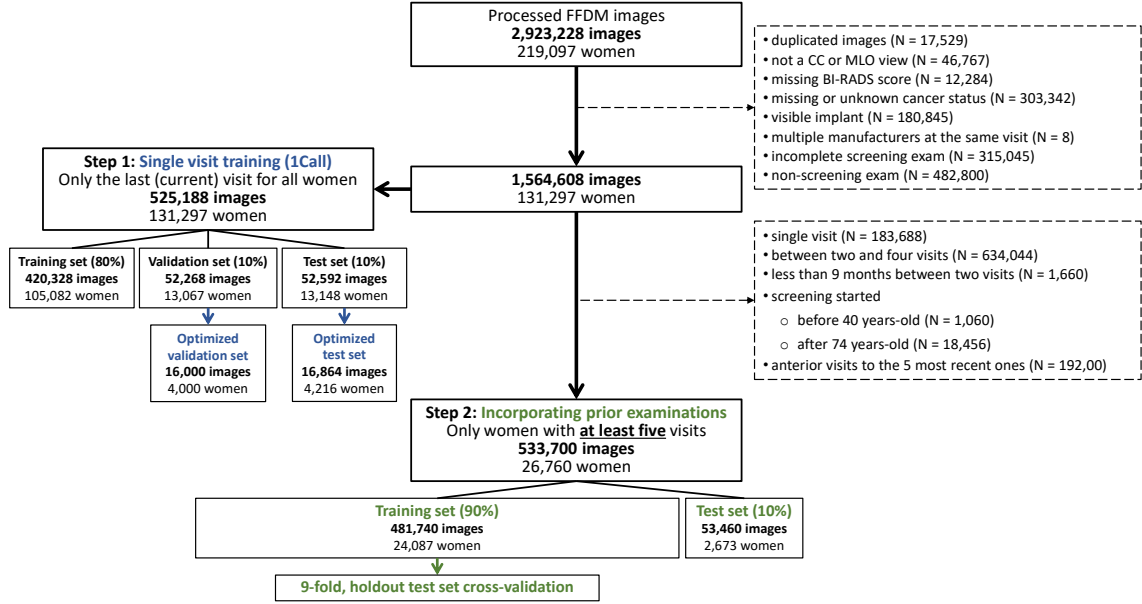 Processed FFDM images
2,923,228 images
219,097 women
• duplicated images (N = 17,529)
• not a CC or MLO view (N = 46,767)
• missing BI-RADS score (N = 12,284)
• missing or unknown cancer status (N = 303,342)
• visible implant (N = 180,845)
• multiple manufacturers at the same visit (N = 8)
• incomplete screening exam (N = 315,045)
• non-screening exam (N = 482,800)
1,564,608 images
131,297 women
Step 1: Single visit training (1Call)
Only the last (current) visit for all women
525,188 images
131,297 women
Training set (80%)
420,328 images
105,082 women
Validation set (10%)
52,268 images
13,067 women
Test set (10%)
52,592 images
13,148 women
Optimized
validation set
16,000 images
4,000 women
Optimized
test set
16,864 images
4,216 women
• single visit (N = 183,688)
• between two and four visits (N = 634,044)
• less than 9 months between two visits (N = 1,660)
• screening started
o before 40 years-old (N = 1,060)
o after 74 years-old (N = 18,456)
• anterior visits to the 5 most recent ones (N = 192,00)
Step 2: Incorporating prior examinations
Only women with at least five visits
533,700 images
26,760 women
Training set (90%)
481,740 images
24,087 women
Test set (10%)
53,460 images
2,673 women
9-fold, holdout test set cross-validation